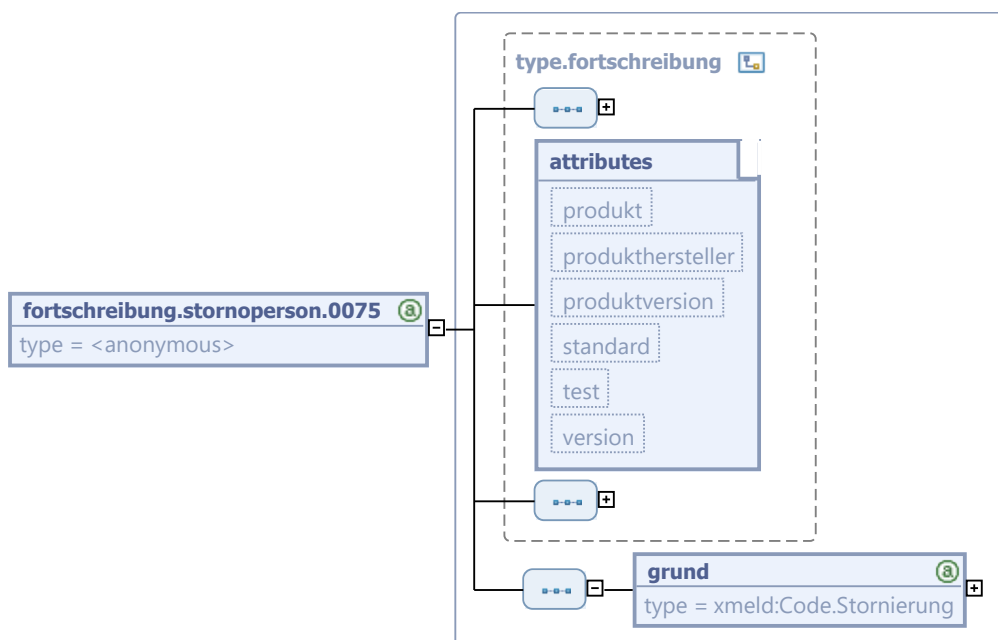 type.fortschreibung
attributes
produkt
produkthersteller
produktversion
standard
test
version
fortschreibung.stornoperson.0075 a
type = <anonymous>
grund a
type = xmeld:Code.Stornierung